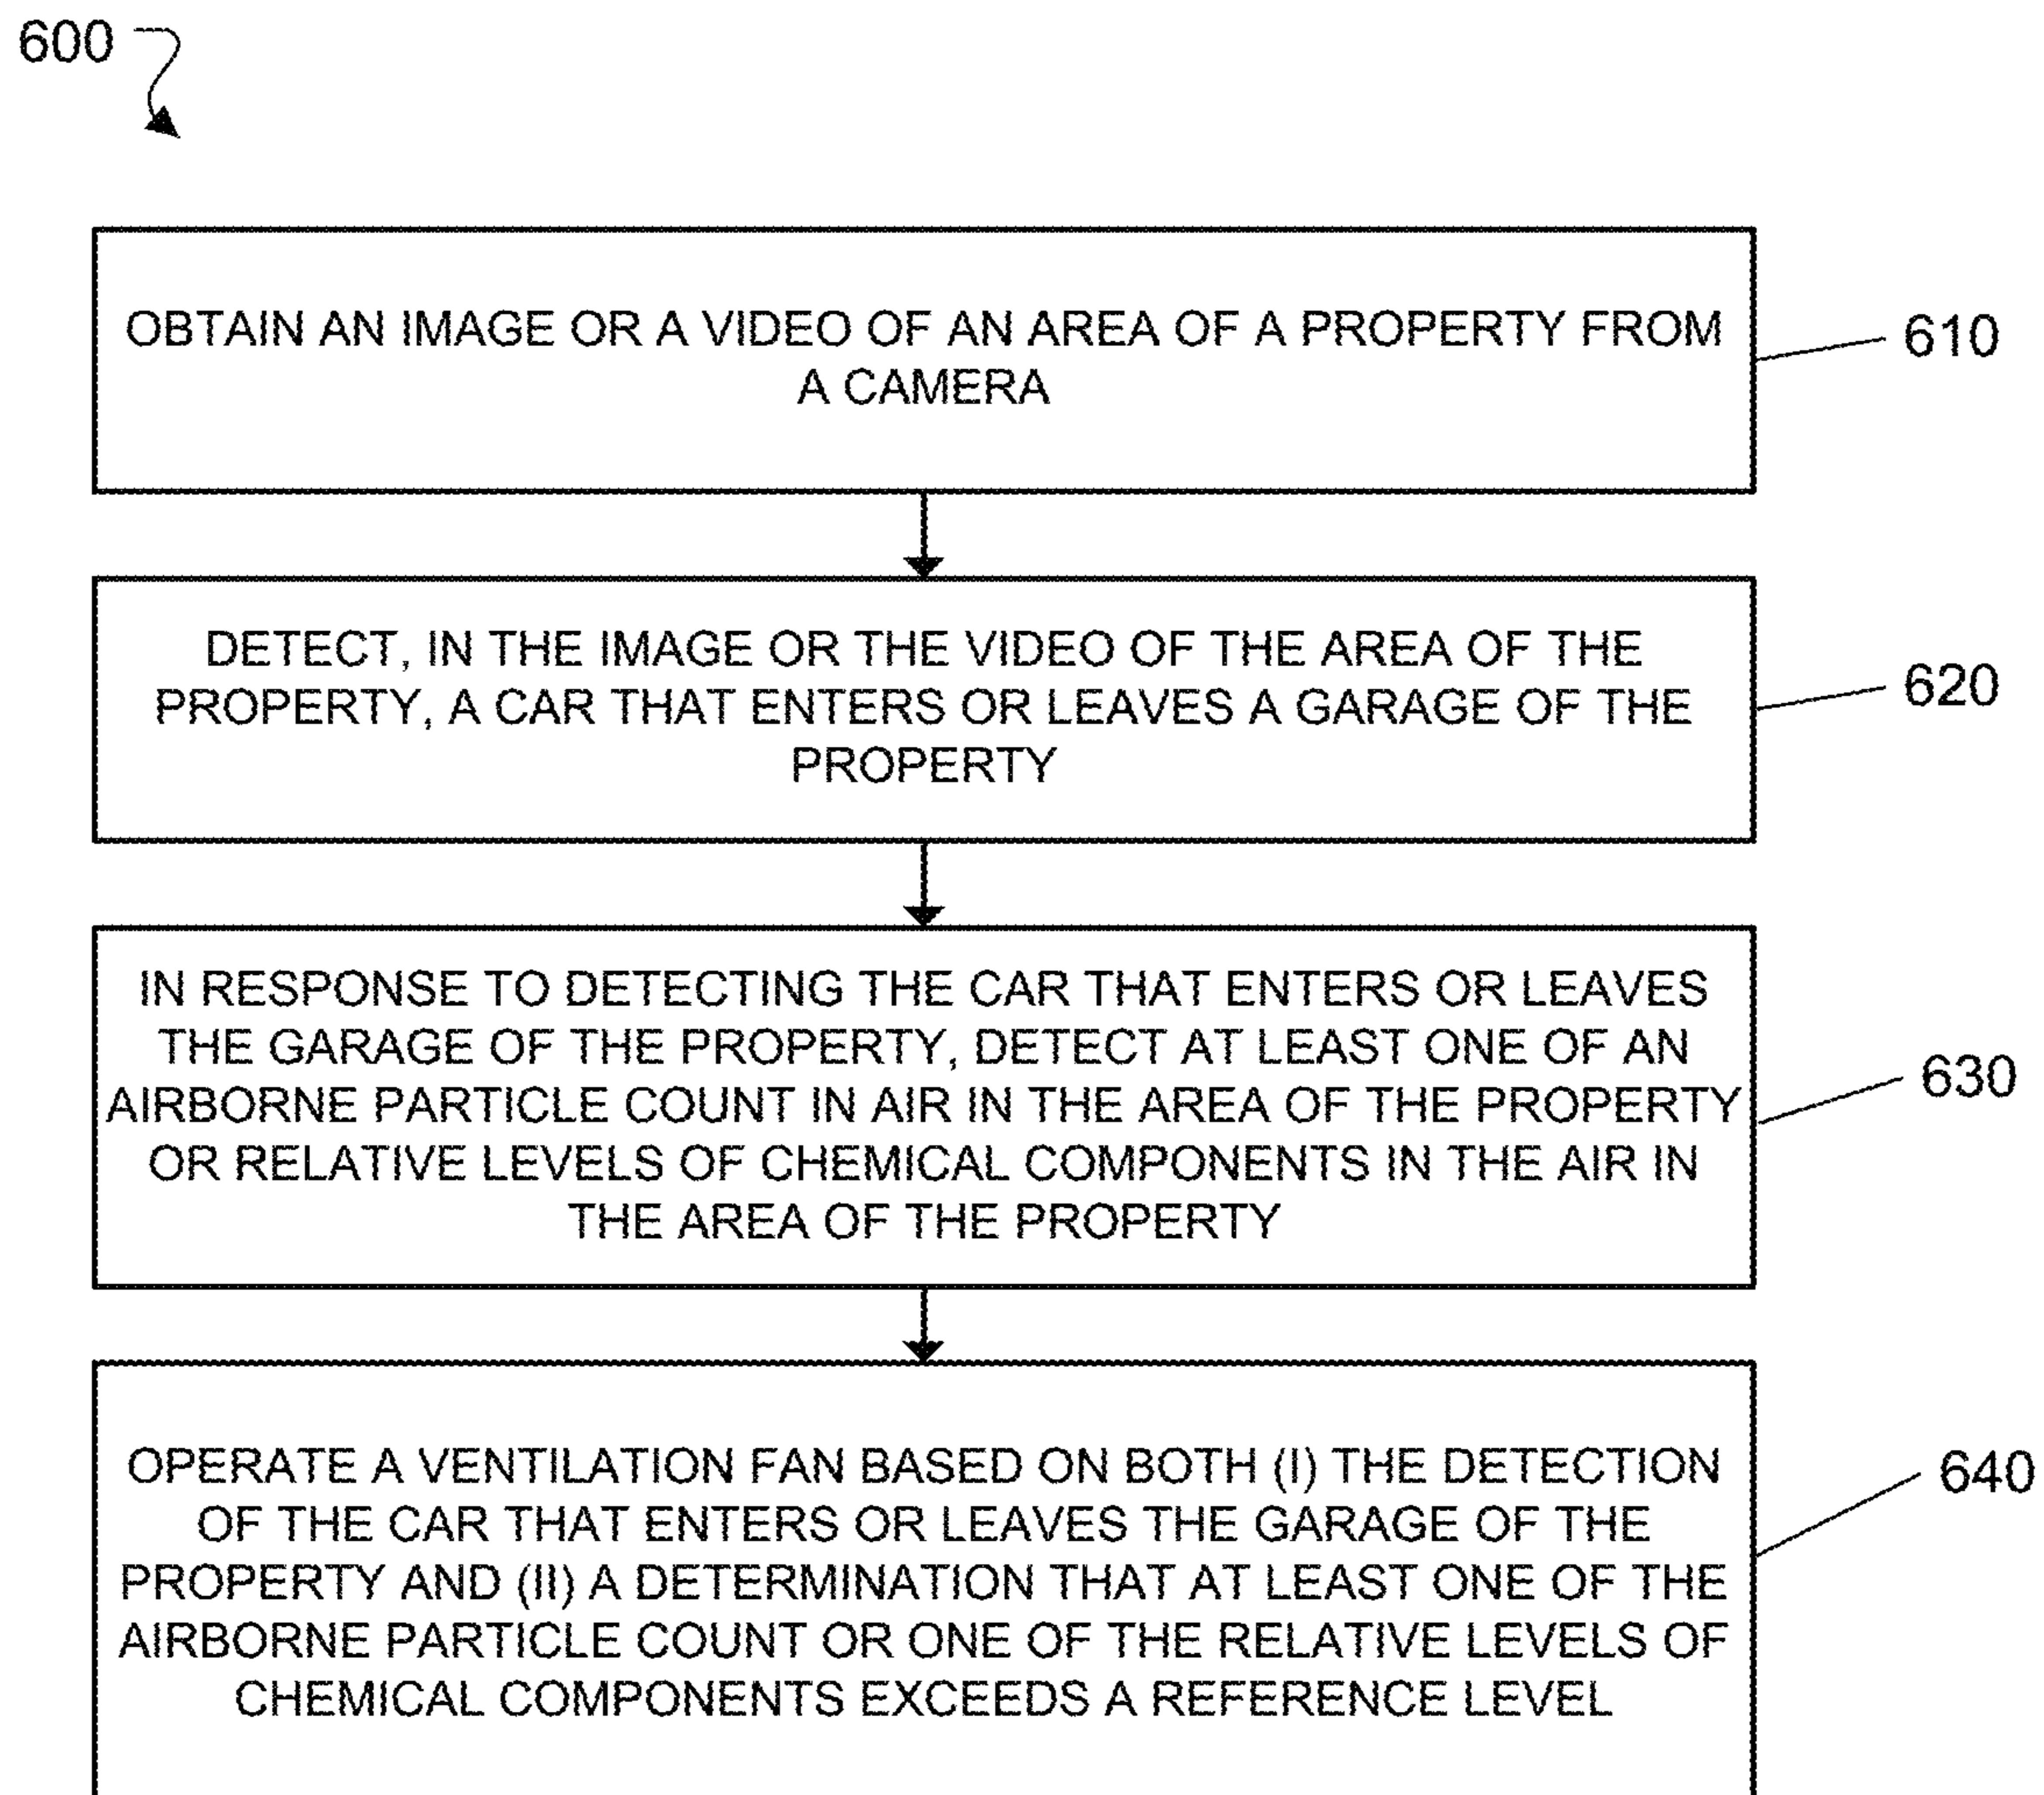 600
OBTAIN AN IMAGE OR A VIDEO OF AN AREA OF A PROPERTY FROM
A CAMERA
610
DETECT, IN THE IMAGE OR THE VIDEO OF THE AREA OF THE
PROPERTY, A CAR THAT ENTERS OR LEAVES A GARAGE OF THE
PROPERTY
620
IN RESPONSE TO DETECTING THE CAR THAT ENTERS OR LEAVES
THE GARAGE OF THE PROPERTY, DETECT AT LEAST ONE OF AN
AIRBORNE PARTICLE COUNT IN AIR IN THE AREA OF THE PROPERTY
OR RELATIVE LEVELS OF CHEMICAL COMPONENTS IN THE AIR IN
THE AREA OF THE PROPERTY
630
OPERATE A VENTILATION FAN BASED ON BOTH (I) THE DETECTION
OF THE CAR THAT ENTERS OR LEAVES THE GARAGE OF THE
PROPERTY AND (II) A DETERMINATION THAT AT LEAST ONE OF THE
AIRBORNE PARTICLE COUNT OR ONE OF THE RELATIVE LEVELS OF
CHEMICAL COMPONENTS EXCEEDS A REFERENCE LEVEL
640